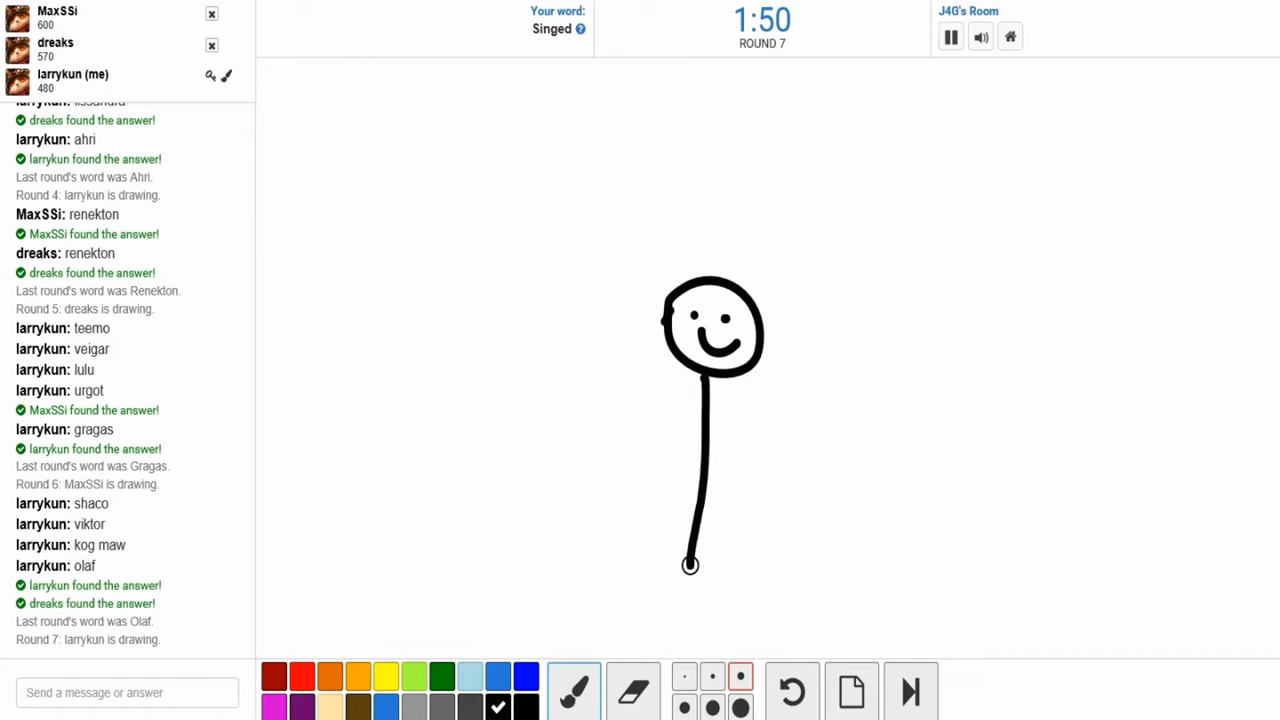 MaxSSi
600
dreaks
570
larrykun (me)
480
larrykun: lissandra
dreaks found the answer!
larrykun: ahri
larrykun found the answer!
Last round's word was Ahri.
Round 4: larrykun is drawing.
MaxSSi: renekton
MaxSSi found the answer!
dreaks: renekton
dreaks found the answer!
Last round's word was Renekton.
Round 5: dreaks is drawing.
larrykun: teemo
larrykun: veigar
larrykun: lulu
larrykun: urgot
MaxSSi found the answer!
larrykun: gragas
larrykun found the answer!
Last round's word was Gragas.
Round 6: MaxSSi is drawing.
larrykun: shaco
larrykun: viktor
larrykun: kog maw
larrykun: olaf
larrykun found the answer!
dreaks found the answer!
Last round's word was Olaf.
Round 7: larrykun is drawing.
Send a message or answer
Your word:
Singed ?
1:50
ROUND 7
J4G's Room